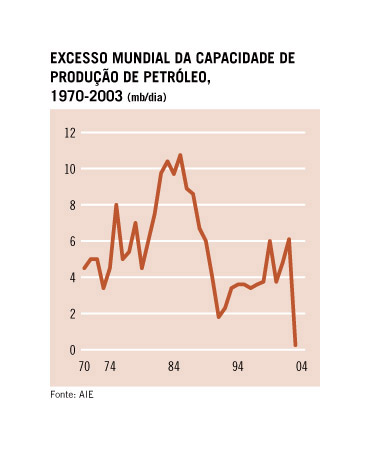 EXCESSO MUNDIAL DA CAPACIDADE DE
PRODUÇÃO DE PETRÓLEO,
1970-2003 (mb/dia)
12
10
8
6
4
2
0
70 74 84 94 04
Fonte: AIE